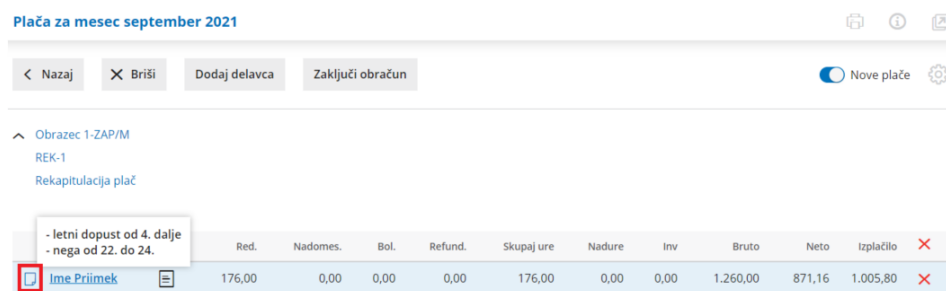 Plača za mesec september 2021
Nazaj Briši Dodaj delavca Zaključi obračun Nove plače
Obrazec 1-ZAP/M
REK-1
Rekapitulacija plač
- letni dopust od 4. dalje
- nega od 22. do 24.
Red. Nadomes. Bol. Refund. Skupaj ure Nadure Inv Bruto Neto Izplačilo
Ime Priimek 176,00 0,00 0,00 0,00 176,00 0,00 0,00 1.260,00 871,16 1.005,80